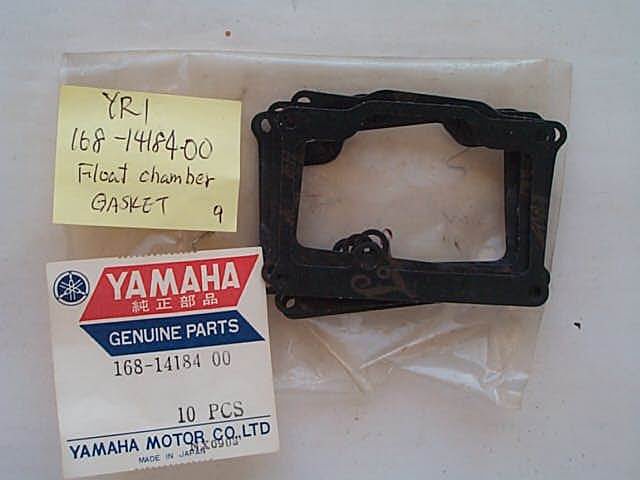 YR1
168-14184-00
Float chamber
GASKET 9
YAMAHA
純正部品
GENUINE PARTS
168-14184 00
10 PCS
YAMAHA MOTOR CO,LTD
MADE IN JAPAN